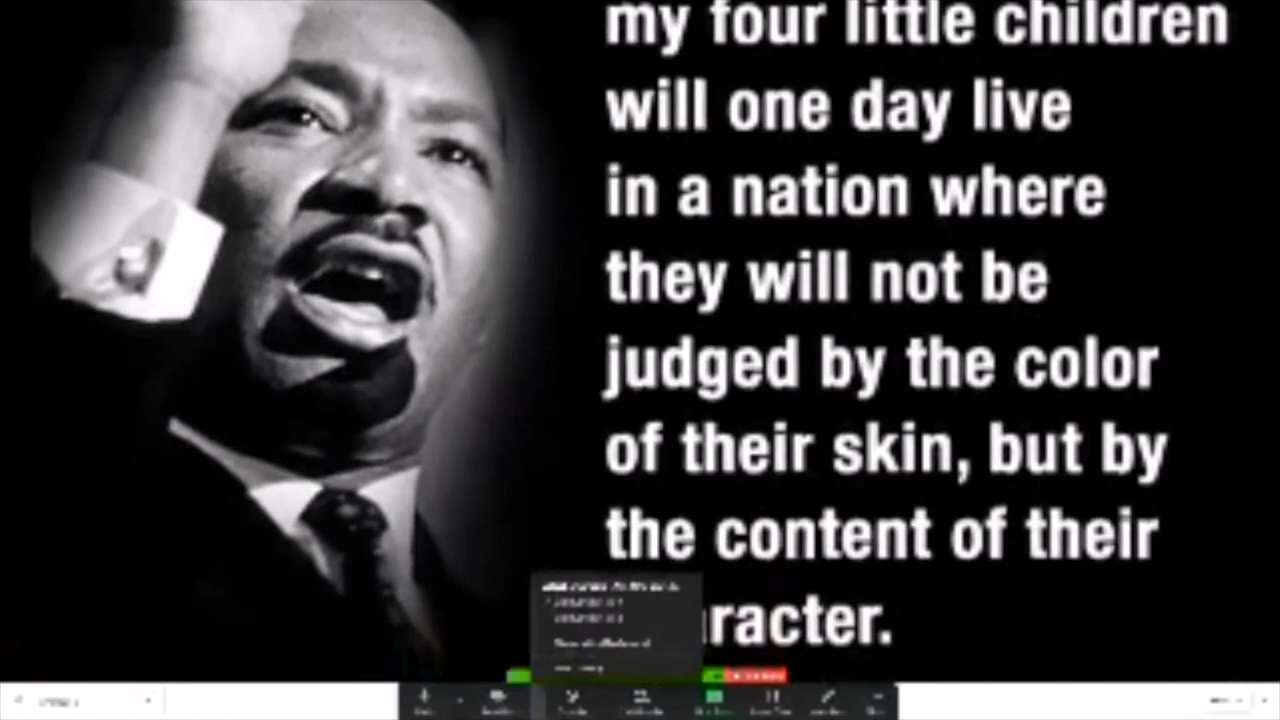 my four little children
will one day live
in a nation where
they will not be
judged by the color
of their skin, but by
the content of their
racter.